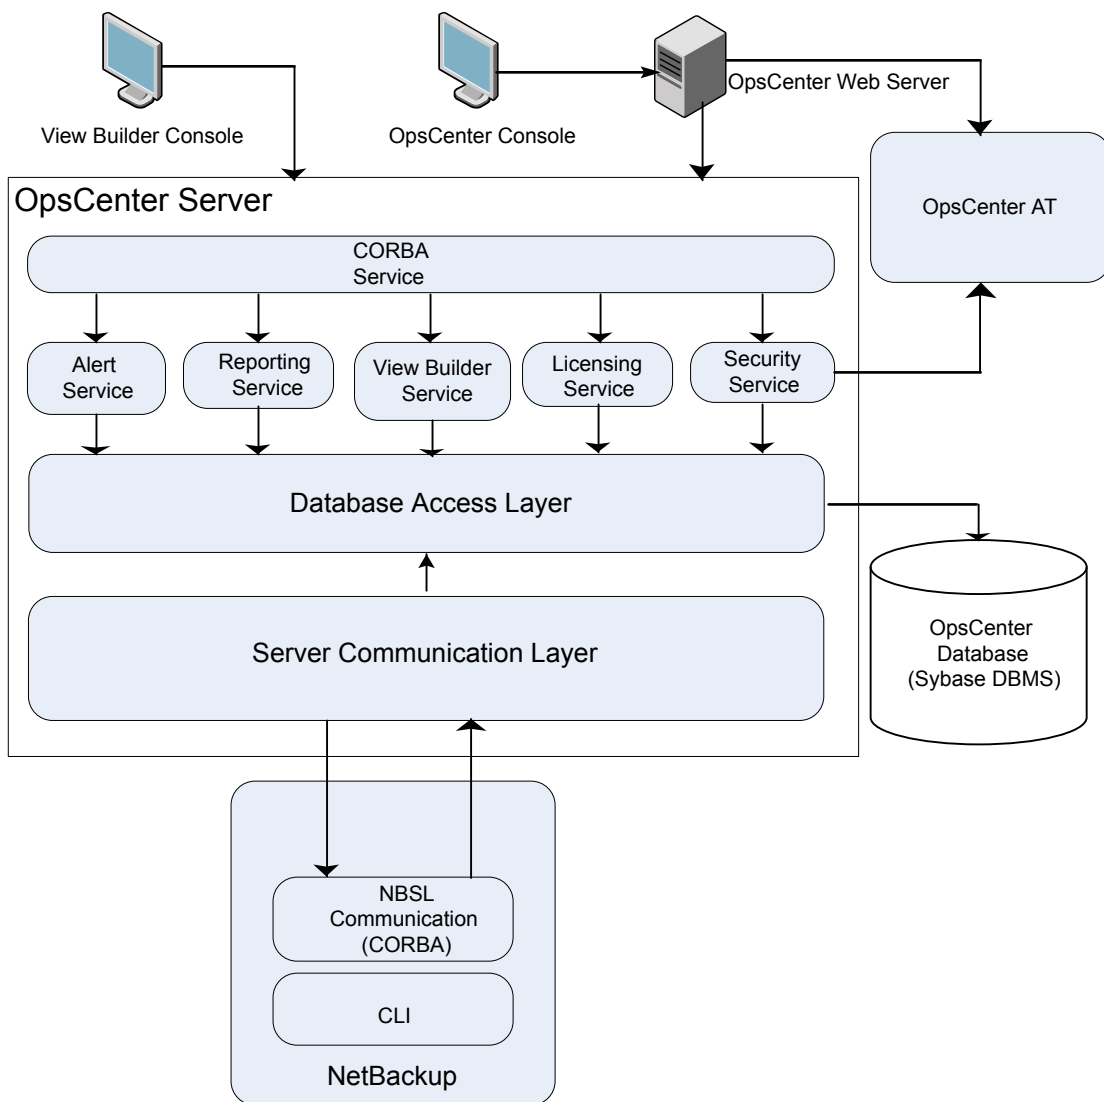 OpsCenter Web Server
View Builder Console
OpsCenter Console
OpsCenter Server
OpsCenter AT
CORBA
Service
Alert
Service
Reporting
Service
View Builder
Service
Licensing
Service
Security
Service
Database Access Layer
Server Communication Layer
OpsCenter
Database
(Sybase DBMS)
NBSL
Communication
(CORBA)
CLI
NetBackup